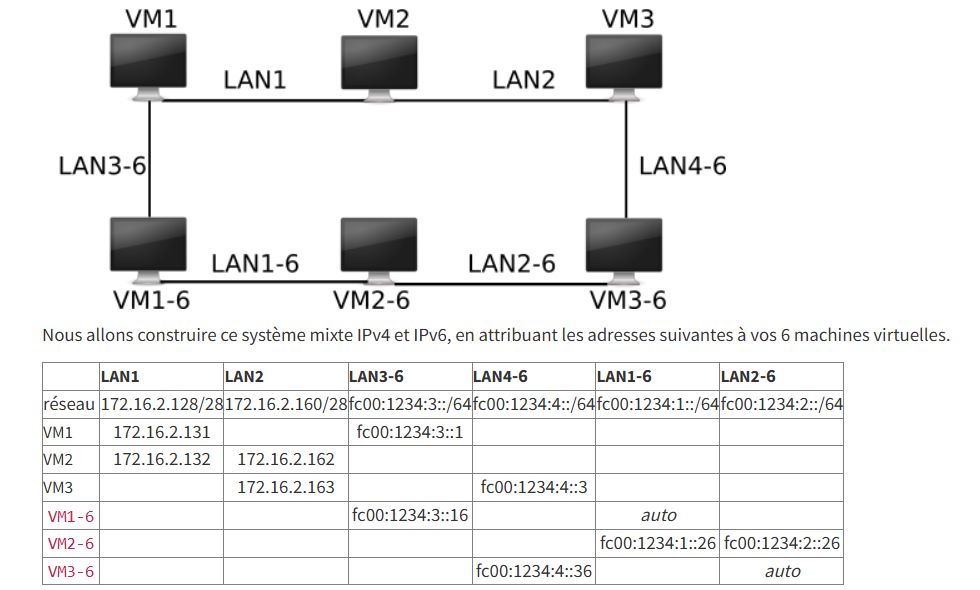 VM1 VM2 VM3
LAN1 LAN2
LAN3-6 LAN4-6
LAN1-6 LAN2-6
VM1-6 VM2-6 VM3-6
Nous allons construire ce système mixte IPv4 et IPv6, en attribuant les adresses suivantes à vos 6 machines virtuelles.
LAN1 LAN2 LAN3-6 LAN4-6 LAN1-6 LAN2-6
réseau 172.16.2.128/28 172.16.2.160/28 fc00:1234:3::/64 fc00:1234:4::/64 fc00:1234:1::/64 fc00:1234:2::/64
VM1 172.16.2.131 fc00:1234:3::1
VM2 172.16.2.132 172.16.2.162
VM3 172.16.2.163 fc00:1234:4::3
VM1-6 fc00:1234:3::16 auto
VM2-6 fc00:1234:1::26 fc00:1234:2::26
VM3-6 fc00:1234:4::36 auto